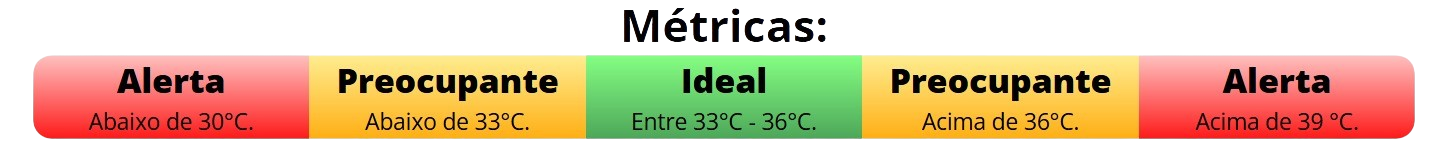 Métricas:
Alerta
Abaixo de 30°C.
Preocupante
Abaixo de 33°C.
Ideal
Entre 33°C - 36°C.
Preocupante
Acima de 36°C.
Alerta
Acima de 39 °C.